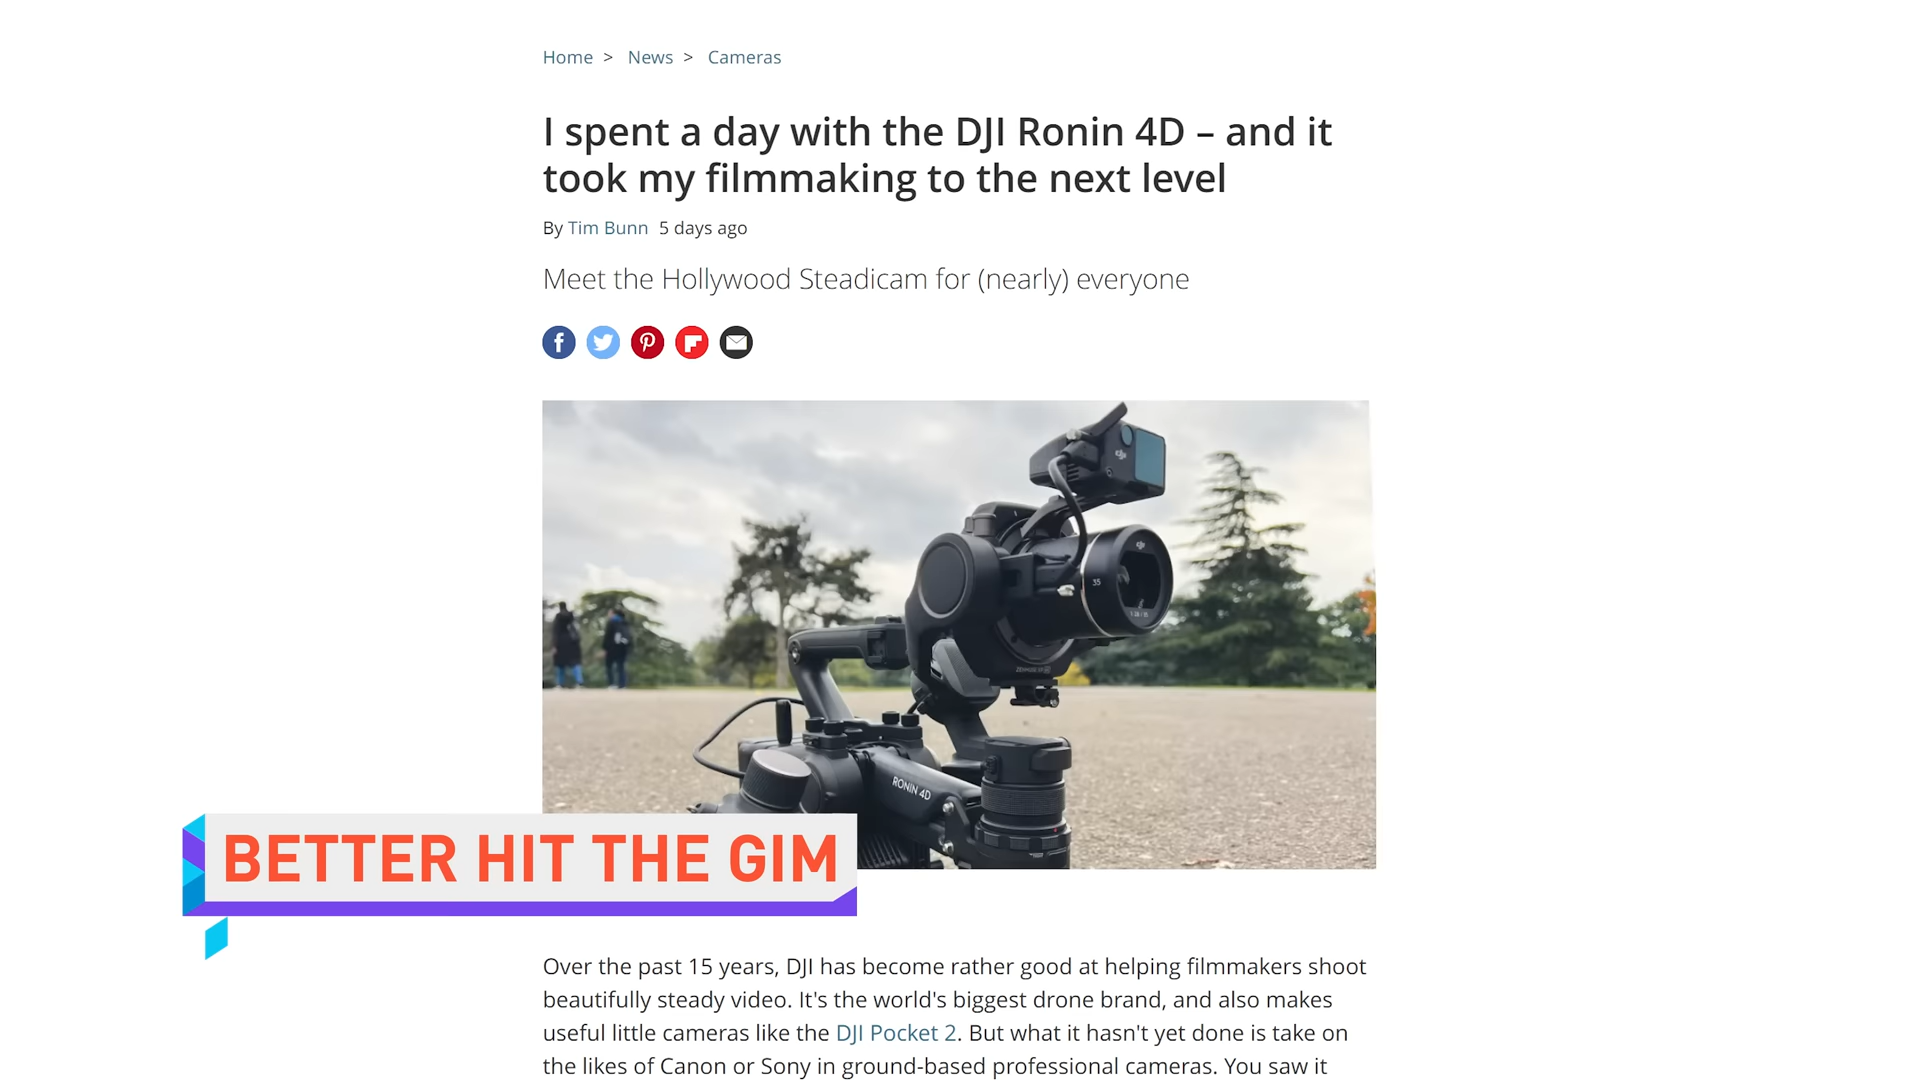 Home > News > Cameras
I spent a day with the DJI Ronin 4D – and it
took my filmmaking to the next level
By Tim Bunn 5 days ago
Meet the Hollywood Steadicam for (nearly) everyone
dji
dji
35
RONIN 4D
BETTER HIT THE GIM
Over the past 15 years, DJI has become rather good at helping filmmakers shoot
beautifully steady video. It's the world's biggest drone brand, and also makes
useful little cameras like the DJI Pocket 2. But what it hasn't yet done is take on
the likes of Canon or Sony in ground-based professional cameras. You saw it